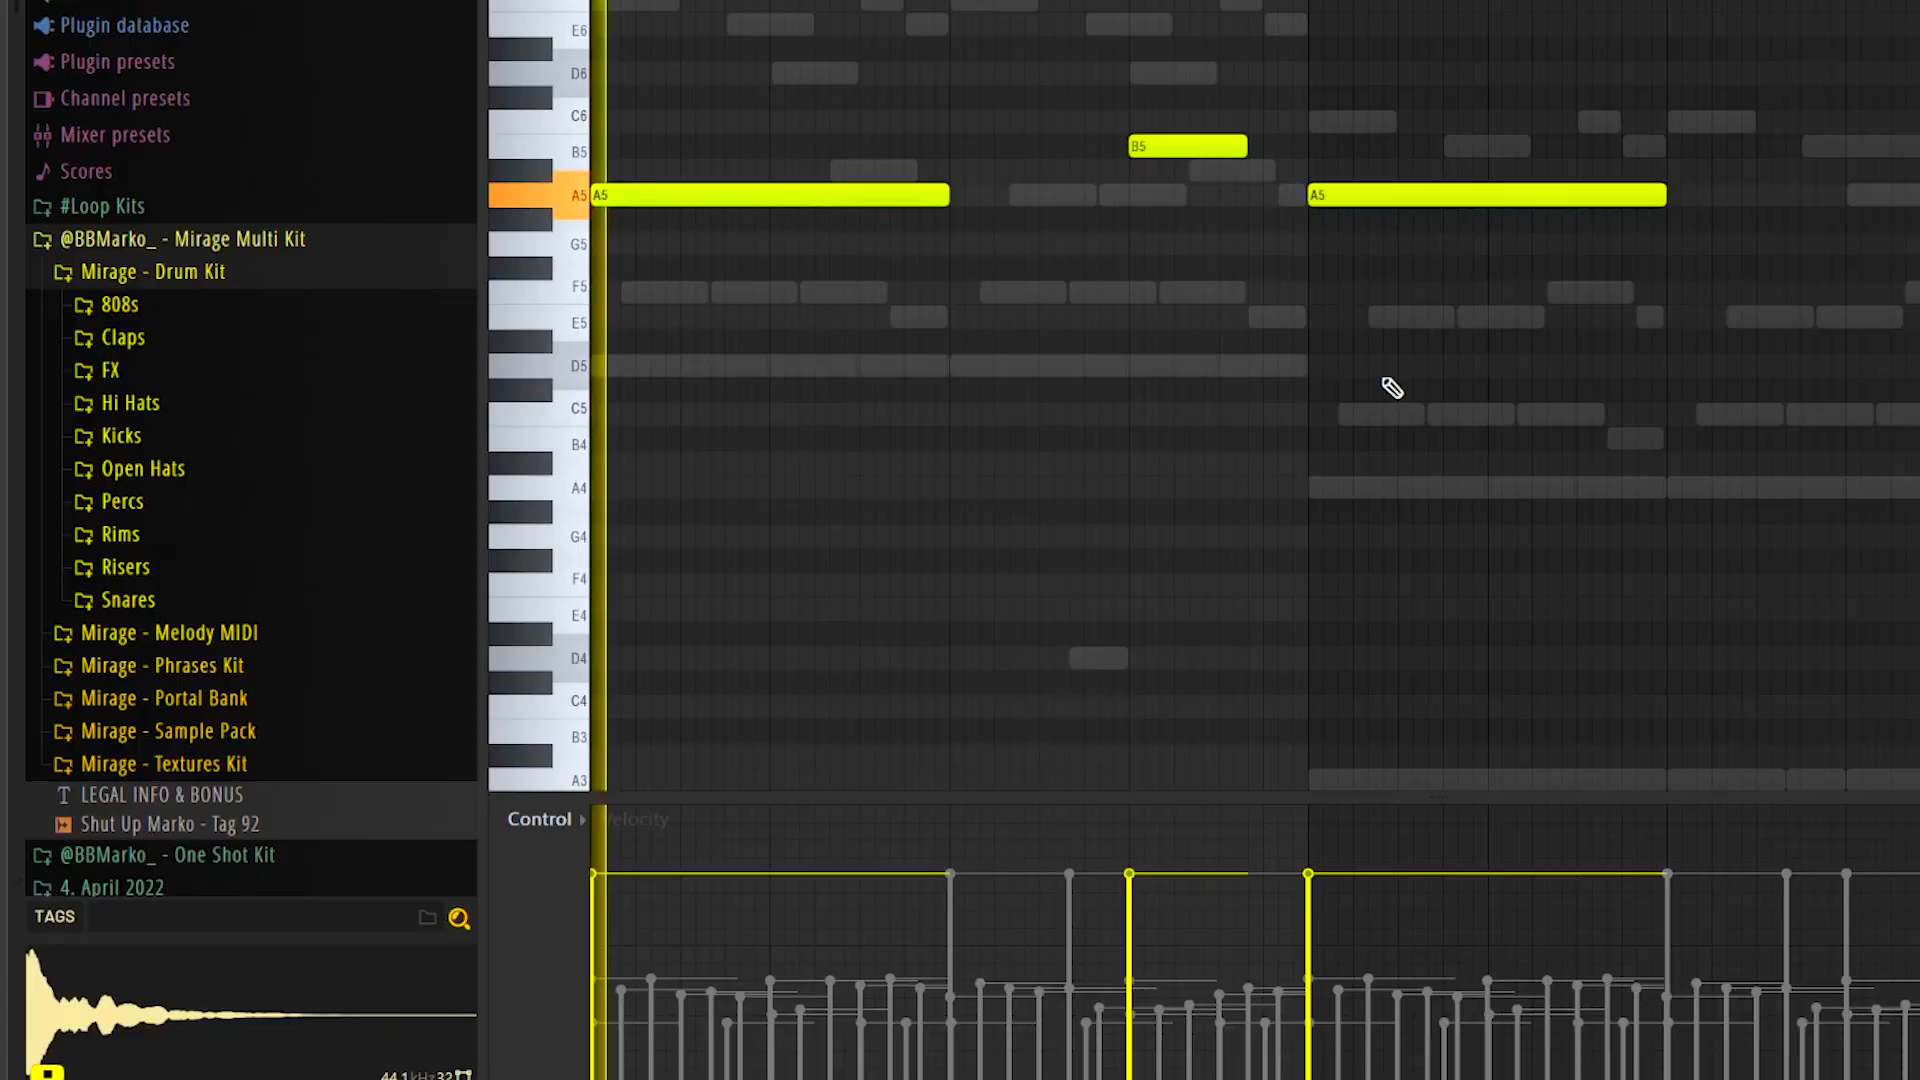 Plugin database
Plugin presets
Channel presets
Mixer presets
Scores
#Loop Kits
@BBMarko_ - Mirage Multi Kit
Mirage - Drum Kit
808s
Claps
FX
Hi Hats
Kicks
Open Hats
Percs
Rims
Risers
Snares
Mirage - Melody MIDI
Mirage - Phrases Kit
Mirage - Portal Bank
Mirage - Sample Pack
Mirage - Textures Kit
LEGAL INFO & BONUS
Shut Up Marko - Tag 92
@BBMarko_ - One Shot Kit
4. April 2022
TAGS
44.1kHz 32
E6
D6
C6
B5
B5
A5
A5
A5
G5
F5
E5
D5
C5
B4
A4
G4
F4
E4
D4
C4
B3
A3
Control
Velocity